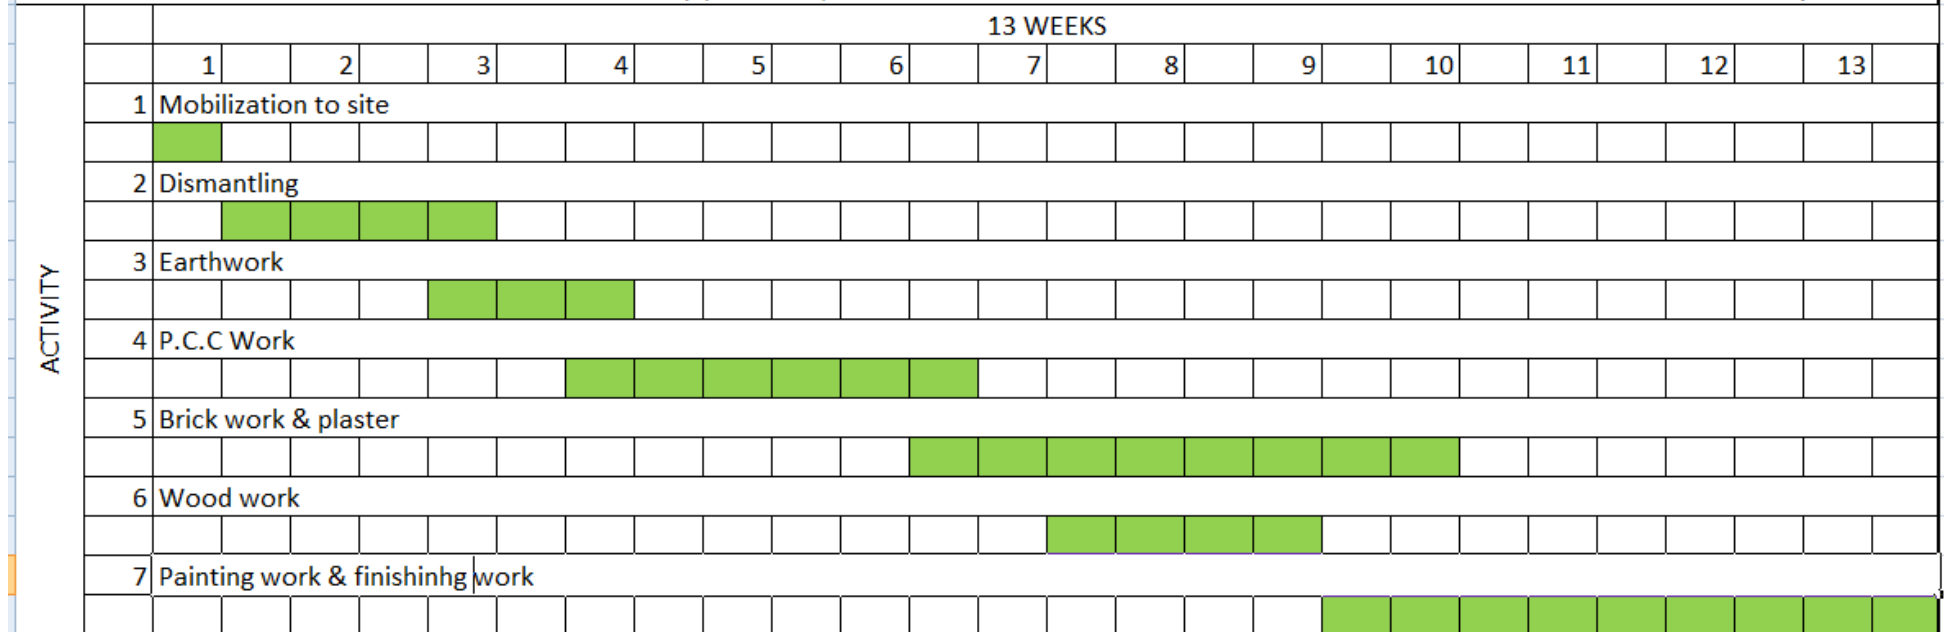 13 WEEKS
1 2 3 4 5 6 7 8 9 10 11 12 13
ACTIVITY
1 Mobilization to site
2 Dismantling
3 Earthwork
4 P.C.C Work
5 Brick work & plaster
6 Wood work
7 Painting work & finishinhg work